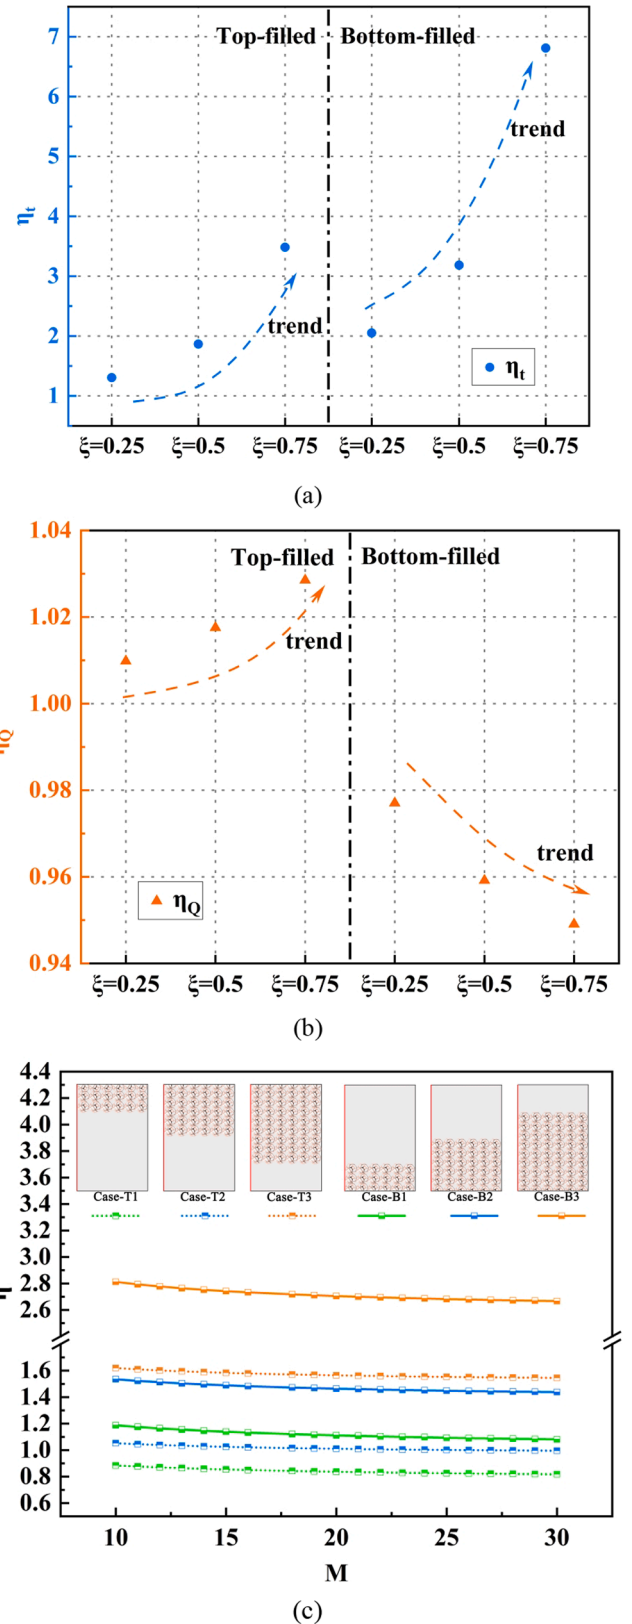 Top-filled Bottom-filled
7
6
5
4
3
2
1
ηt
trend
trend
ηt
ξ=0.25 ξ=0.5 ξ=0.75 ξ=0.25 ξ=0.5 ξ=0.75
(a)
1.04
1.02
1.00
0.98
0.96
0.94
ηQ
Top-filled Bottom-filled
trend
trend
ηQ
ξ=0.25 ξ=0.5 ξ=0.75 ξ=0.25 ξ=0.5 ξ=0.75
(b)
4.4
4.2
4.0
3.8
3.6
3.4
3.2
3.0
2.8
2.6
1.6
1.4
1.2
1.0
0.8
0.6
η
Case-T1 Case-T2 Case-T3 Case-B1 Case-B2 Case-B3
10 15 20 25 30
M
(c)